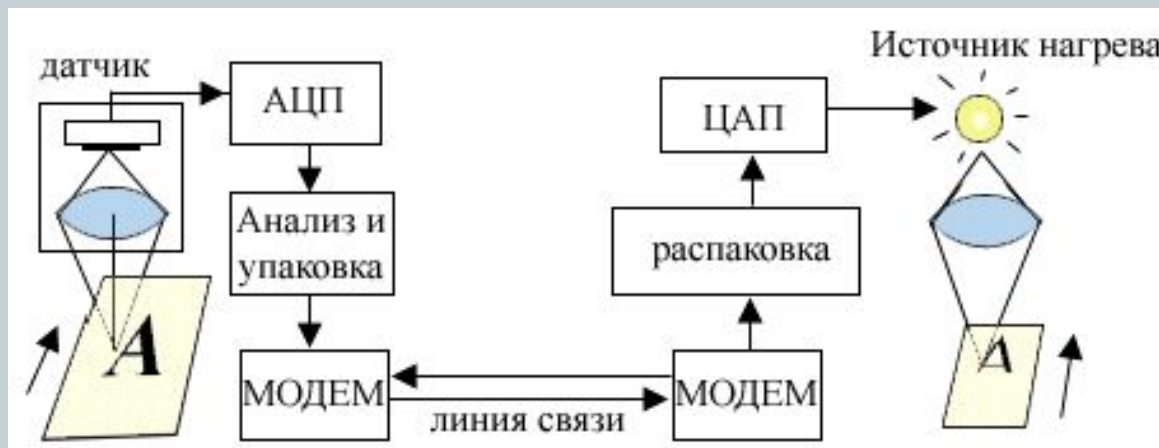 датчик
АЦП
Анализ и
упаковка
МОДЕМ
А
линия связи
МОДЕМ
распаковка
ЦАП
Источник нагрева
А